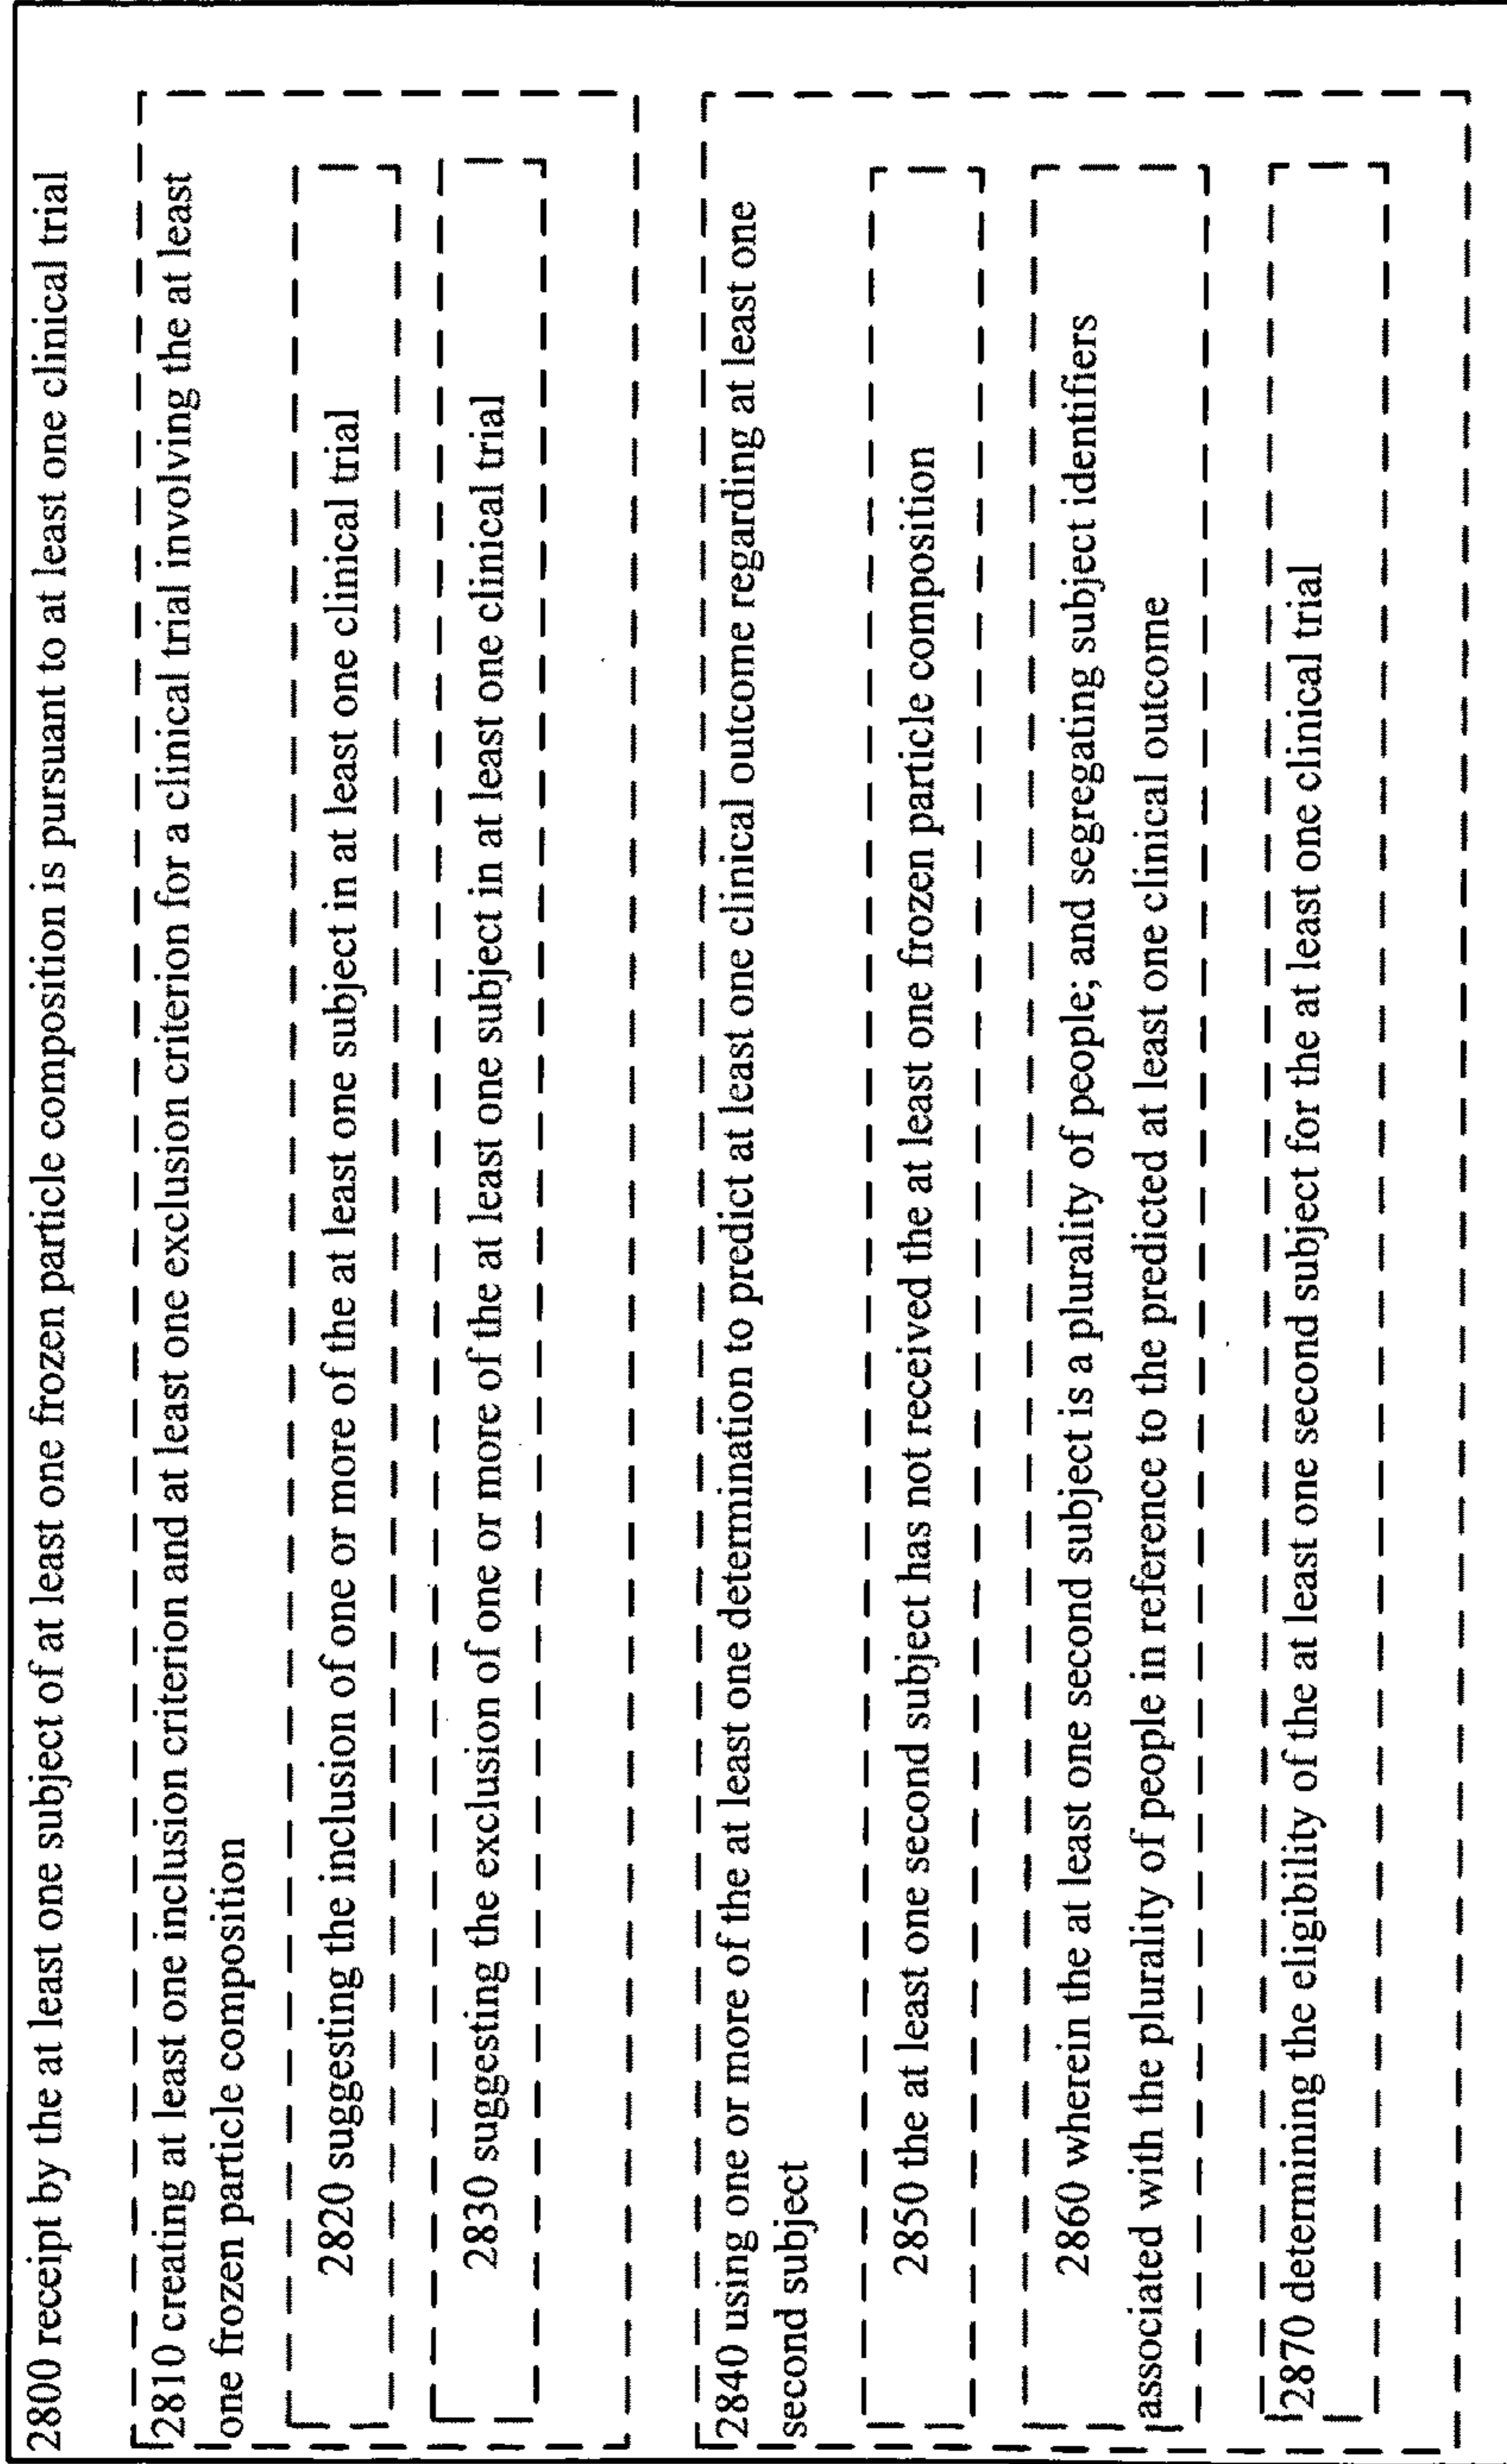 2800 receipt by the at least one subject of at least one frozen particle composition is pursuant to at least one clinical trial
2810 creating at least one inclusion criterion and at least one exclusion criterion for a clinical trial involving the at least
one frozen particle composition
2820 suggesting the inclusion of one or more of the at least one subject in at least one clinical trial
2830 suggesting the exclusion of one or more of the at least one subject in at least one clinical trial
2840 using one or more of the at least one determination to predict at least one clinical outcome regarding at least one
second subject
2850 the at least one second subject has not received the at least one frozen particle composition
2860 wherein the at least one second subject is a plurality of people; and segregating subject identifiers
associated with the plurality of people in reference to the predicted at least one clinical outcome
2870 determining the eligibility of the at least one second subject for the at least one clinical trial